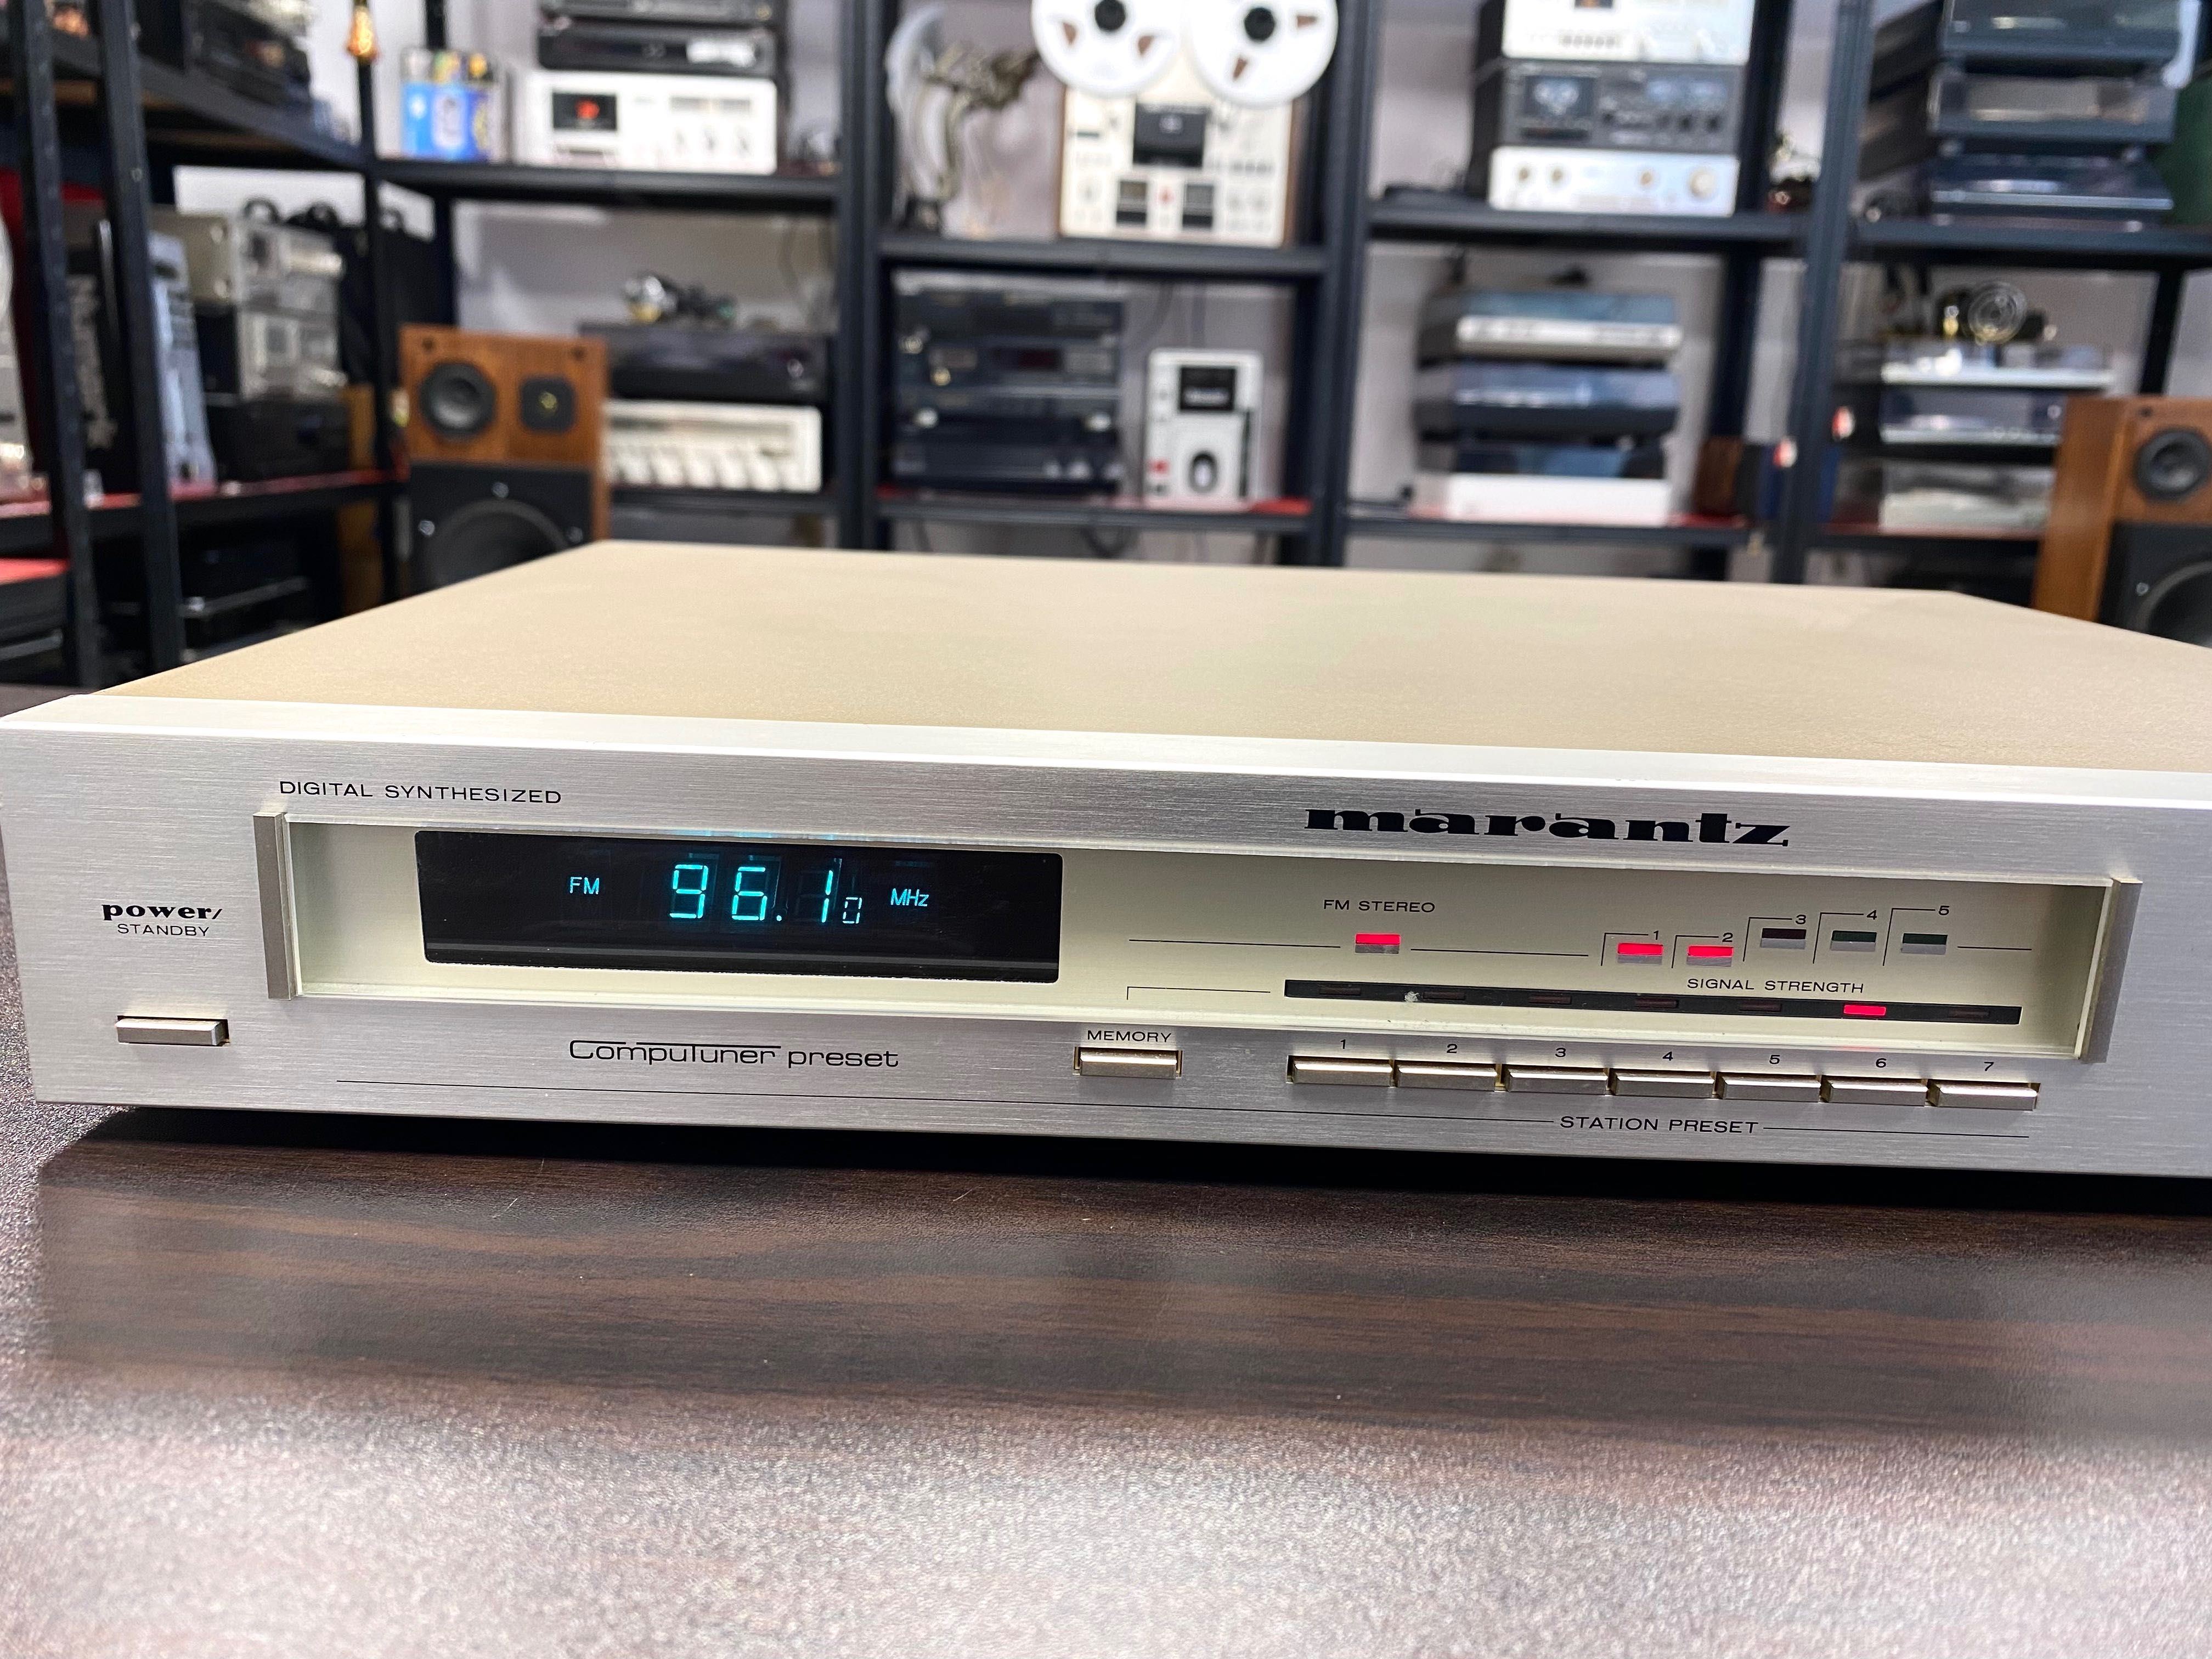 DIGITAL SYNTHESIZED
marantz
FM 96.10 MHz
FM STEREO
1 2 3 4 5
SIGNAL STRENGTH
power/
STANDBY
CompuTuner preset
MEMORY
1 2 3 4 5 6 7
STATION PRESET